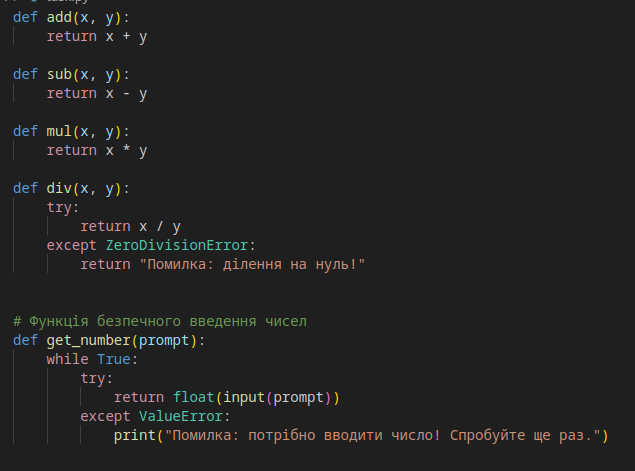 def add(x, y):
    return x + y
def sub(x, y):
    return x - y
def mul(x, y):
    return x * y
def div(x, y):
    try:
        return x / y
    except ZeroDivisionError:
        return "Помилка: ділення на нуль!"
# Функція безпечного введення чисел
def get_number(prompt):
    while True:
        try:
            return float(input(prompt))
        except ValueError:
            print("Помилка: потрібно вводити число! Спробуйте ще раз.")